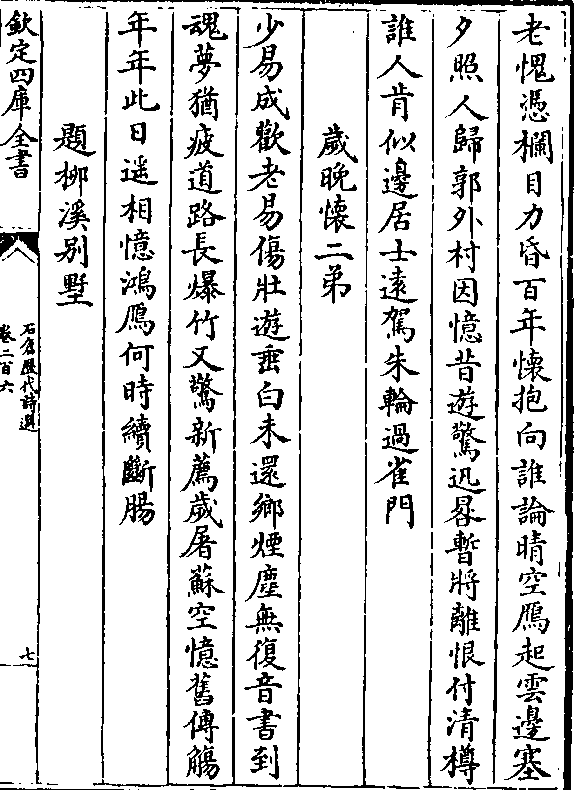 老愧憑欄目力昏百年懷抱向誰論晴空鴈起雲邊塞
夕照人歸郭外村因憶昔遊驚迅晷暫將離恨付清樽
誰人肯似邊居士遠駕朱輪過雀門
歲晚懷二弟
少易成歡老易傷壯遊垂白未還鄉煙塵無復音書到
魂夢猶疲道路長爆竹又驚新薦歲屠蘇空憶舊傳觴
年年此日遥相憶鴻鴈何時續斷腸
題柳溪别墅
欽定四庫全書
石倉歷代詩選
卷二百六
七